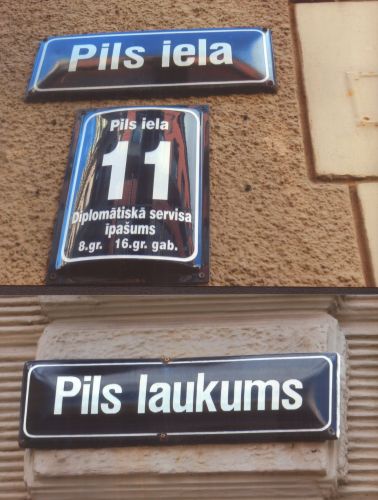 Pils iela
Pils iela
11
Diplomātiskā servisa
īpašums
8.gr. 16.gr. gab.
Pils laukums